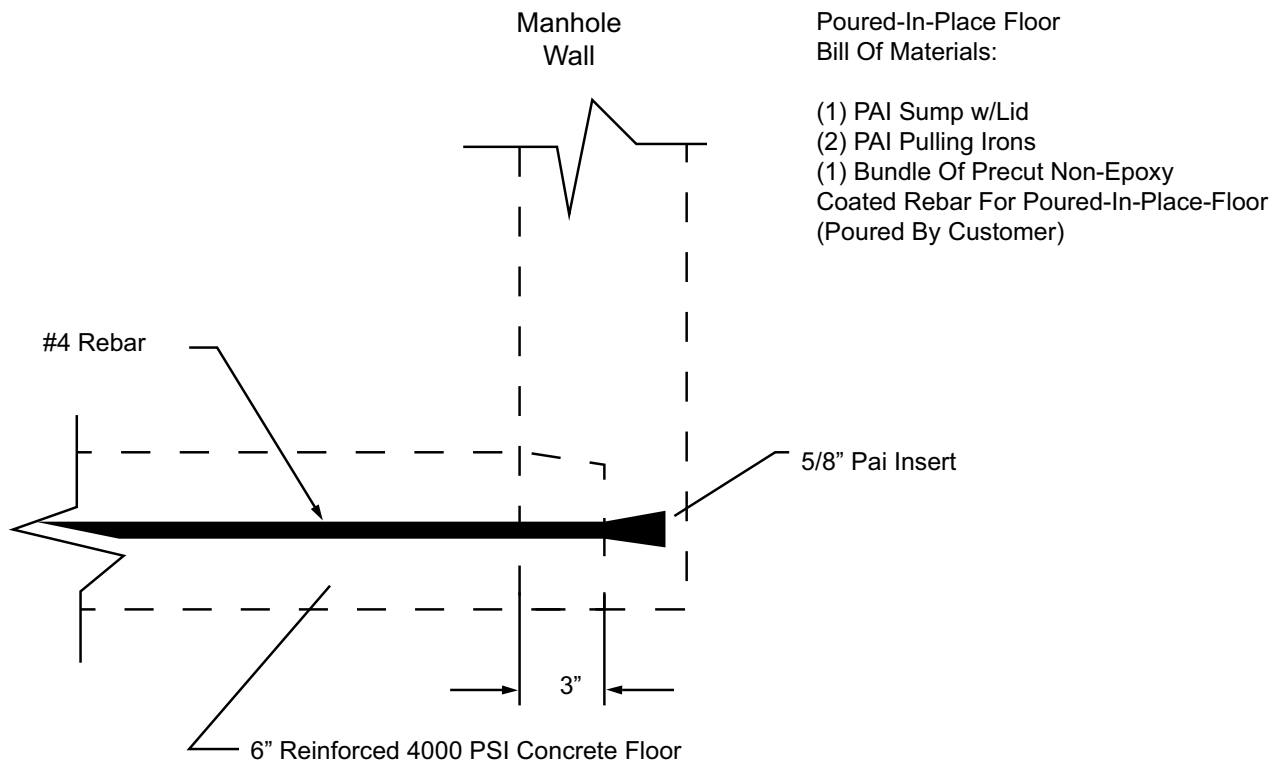 Manhole
Wall
Poured-In-Place Floor
Bill Of Materials:
(1) PAI Sump w/Lid
(2) PAI Pulling Irons
(1) Bundle Of Precut Non-Epoxy
Coated Rebar For Poured-In-Place-Floor
(Poured By Customer)
#4 Rebar
5/8” Pai Insert
3”
6” Reinforced 4000 PSI Concrete Floor